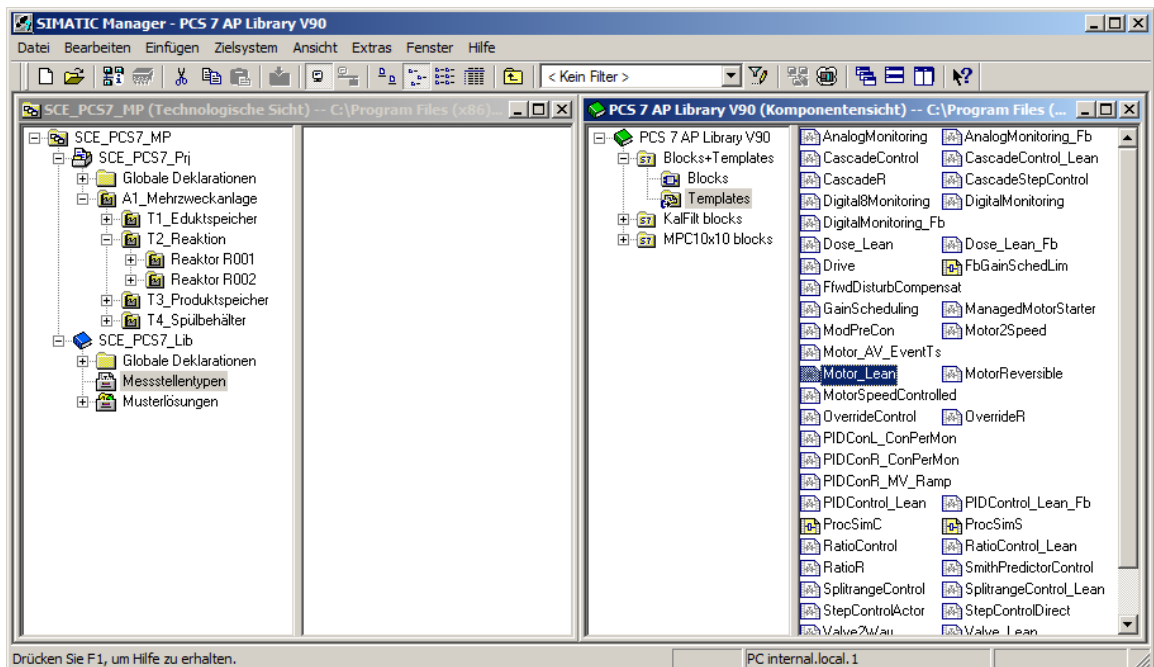 SIMATIC Manager - PCS 7 AP Library V90
Datei Bearbeiten Einfügen Zielsystem Ansicht Extras Fenster Hilfe
< Kein Filter >
SCE_PCS7_MP (Technologische Sicht) -- C:\Program Files (x86)...
SCE_PCS7_MP
SCE_PCS7_Prj
Globale Deklarationen
A1_Mehrzweckanlage
T1_Eduktspeicher
T2_Reaktion
Reaktor R001
Reaktor R002
T3_Produktspeicher
T4_Spülbehälter
SCE_PCS7_Lib
Globale Deklarationen
Messstellentypen
Musterlösungen
PCS 7 AP Library V90 (Komponentensicht) -- C:\Program Files (...
PCS 7 AP Library V90
Blocks+Templates
Blocks
Templates
KalFilt blocks
MPC10x10 blocks
AnalogMonitoring AnalogMonitoring_Fb
CascadeControl CascadeControl_Lean
CascadeR CascadeStepControl
Digital8Monitoring DigitalMonitoring
DigitalMonitoring_Fb
Dose_Lean Dose_Lean_Fb
Drive FbGainSchedLim
FfwdDisturbCompensat
GainScheduling ManagedMotorStarter
ModPreCon Motor2Speed
Motor_AV_EventTs
Motor_Lean MotorReversible
MotorSpeedControlled
OverrideControl OverrideR
PIDConL_ConPerMon
PIDConR_ConPerMon
PIDConR_MV_Ramp
PIDControl_Lean PIDControl_Lean_Fb
ProcSimC ProcSimS
RatioControl RatioControl_Lean
RatioR SmithPredictorControl
SplitrangeControl SplitrangeControl_Lean
StepControlActor StepControlDirect
Valve2Way Valve_Lean
Drücken Sie F1, um Hilfe zu erhalten.
PC internal.local.1